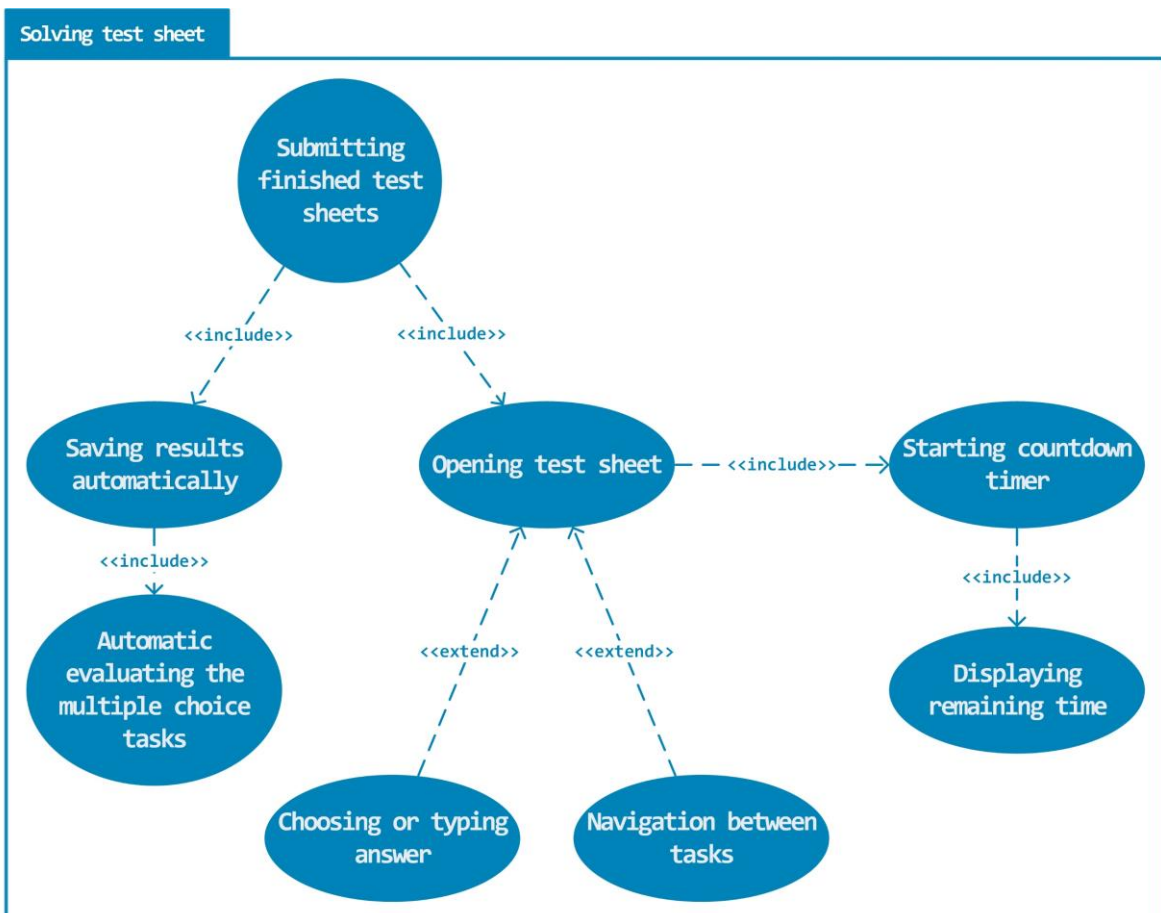 Solving test sheet
Submitting
finished test
sheets
<<include>>
<<include>>
Saving results
automatically
Opening test sheet
<<include>>
Starting countdown
timer
<<include>>
<<include>>
Automatic
evaluating the
multiple choice
tasks
<<extend>>
<<extend>>
Displaying
remaining time
Choosing or typing
answer
Navigation between
tasks